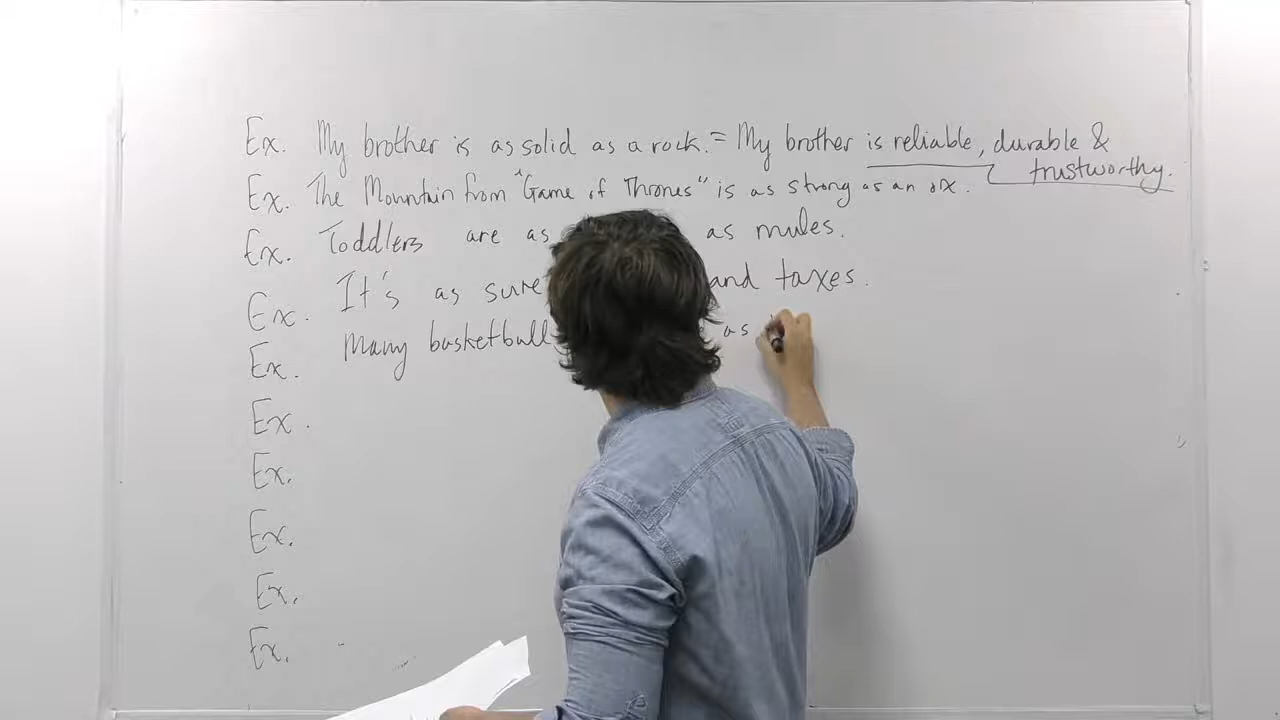 Ex. My brother is as solid as a rock. = My brother is reliable, durable &
trustworthy.
Ex. The Mountain from "Game of Thrones" is as strong as an ox.
Ex. Toddlers are as as mules.
Ex. It's as sure and taxes.
Ex. Many basketball as
Ex.
Ex.
Ex.
Ex.
Ex.